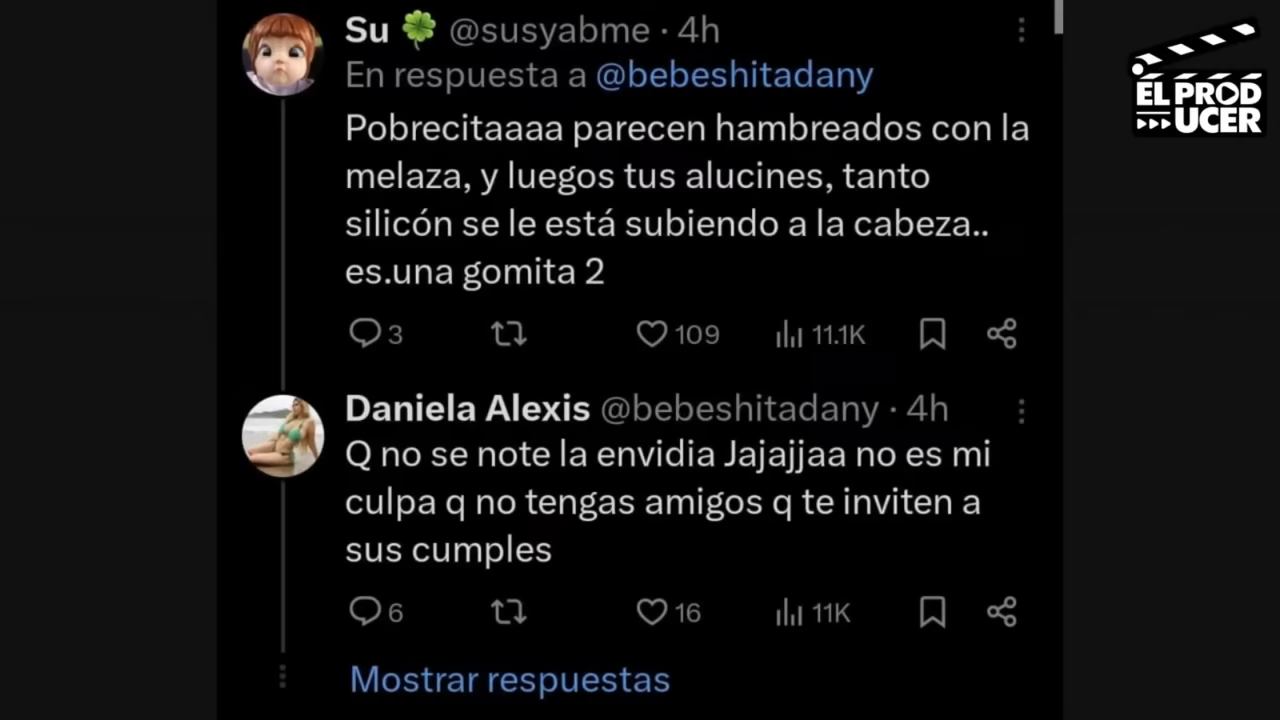 Su 🍀 @susyabme · 4h
En respuesta a @bebeshitadany
Pobrecitaaaa parecen hambreados con la
melaza, y luegos tus alucines, tanto
silicón se le está subiendo a la cabeza..
es.una gomita 2
3 109 11.1K
Daniela Alexis @bebeshitadany · 4h
Q no se note la envidia Jajajjaa no es mi
culpa q no tengas amigos q te inviten a
sus cumples
6 16 11K
Mostrar respuestas
EL PROD
UCER